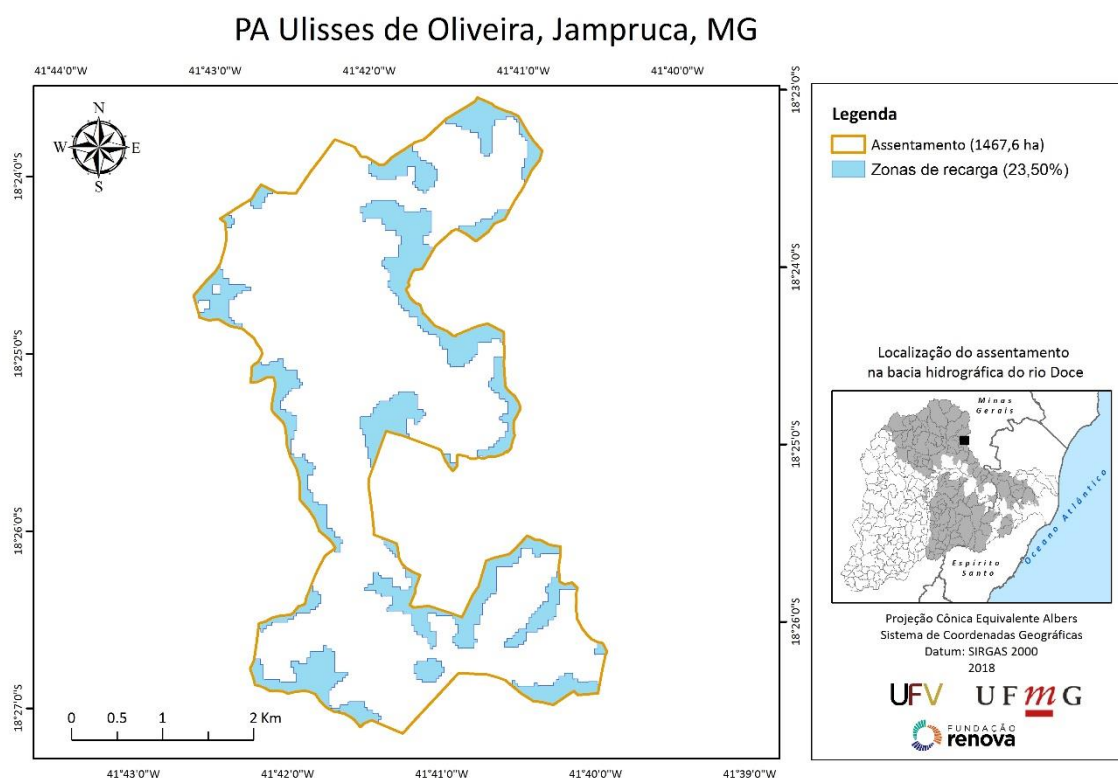 PA Ulisses de Oliveira, Jampruca, MG
41°44'0"W 41°43'0"W 41°42'0"W 41°41'0"W 41°40'0"W
18°23'0"S
18°24'0"S
18°25'0"S
18°26'0"S
18°24'0"S
18°25'0"S
18°26'0"S
18°27'0"S
N
W E
S
0 0.5 1 2 Km
41°43'0"W 41°42'0"W 41°41'0"W 41°40'0"W 41°39'0"W
Legenda
Assentamento (1467,6 ha)
Zonas de recarga (23,50%)
Localização do assentamento
na bacia hidrográfica do rio Doce
Minas
Gerais
Oceano Atlântico
Espírito
Santo
Projeção Cônica Equivalente Albers
Sistema de Coordenadas Geográficas
Datum: SIRGAS 2000
2018
UFV UFmG
FUNDAÇÃO
renova